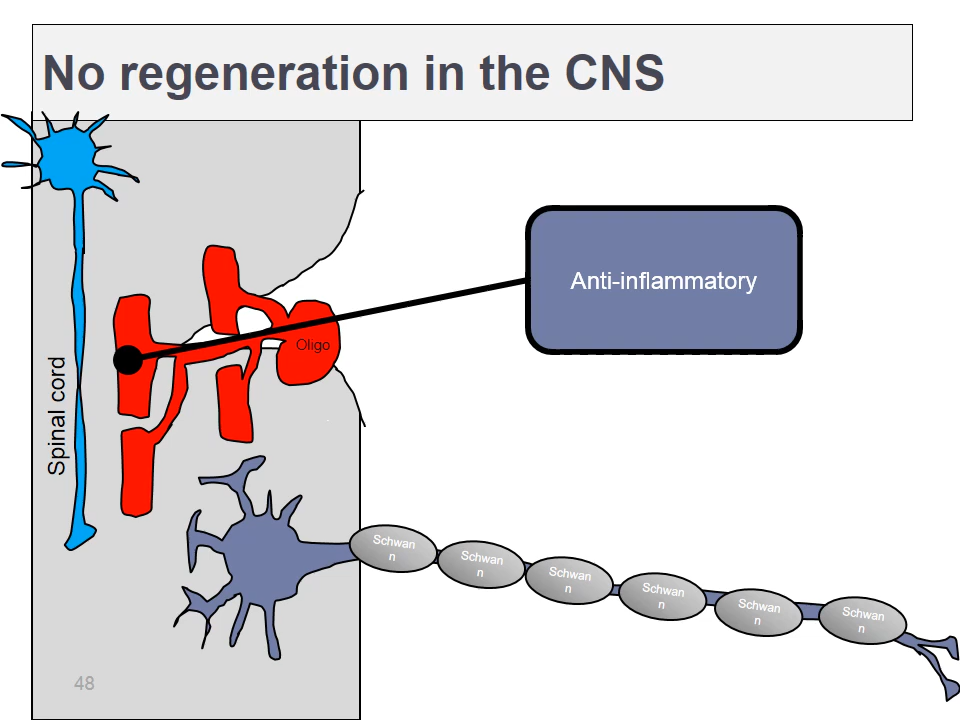 No regeneration in the CNS
Anti-inflammatory
Oligo
Spinal cord
Schwan
n
Schwan
n
Schwan
n
Schwan
n
Schwan
n
Schwan
n
48